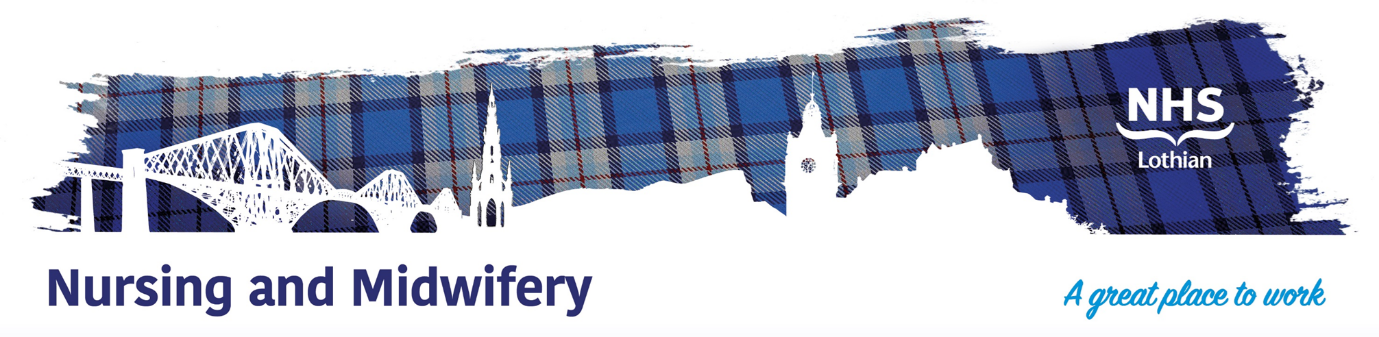 NHS
Lothian
Nursing and Midwifery
A great place to work